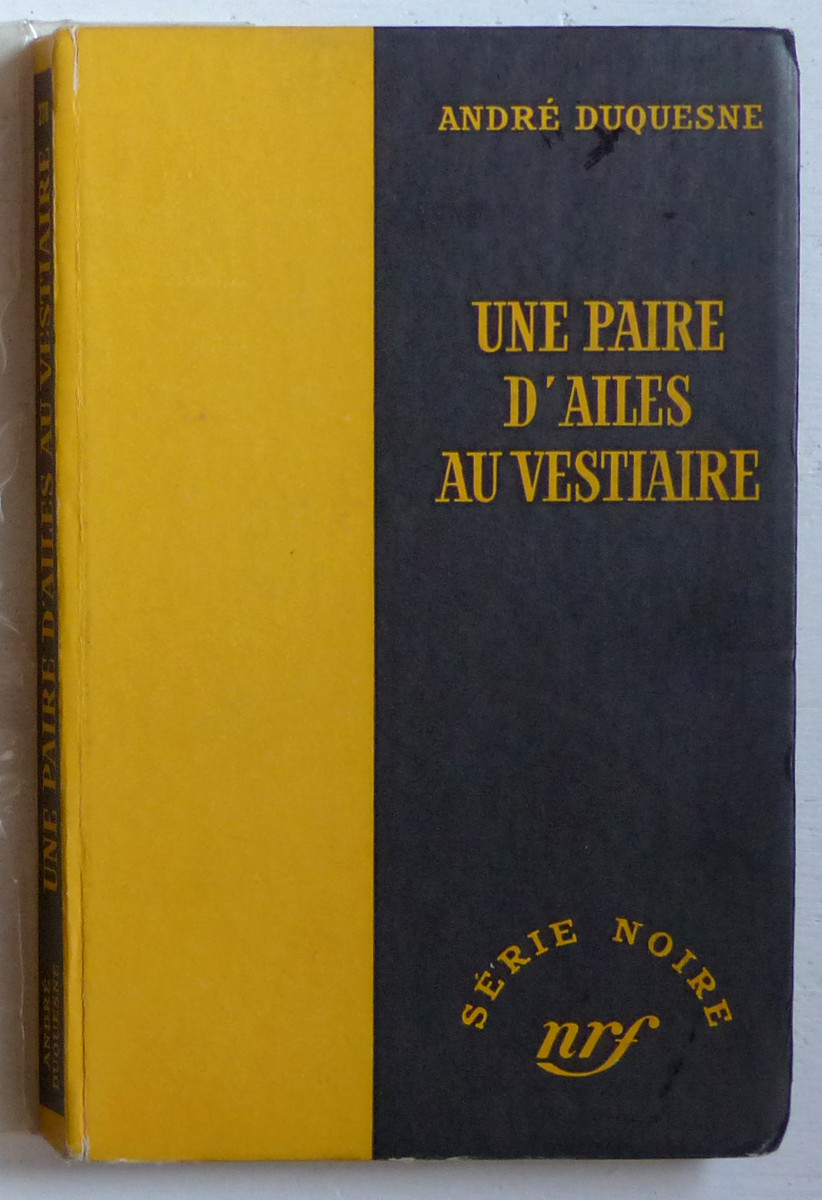 ANDRÉ DUQUESNE
UNE PAIRE
D'AILES
AU VESTIAIRE
SÉRIE NOIRE
nrf
UNE PAIRE D'AILES AU VESTIAIRE
ANDRÉ
DUQUESNE